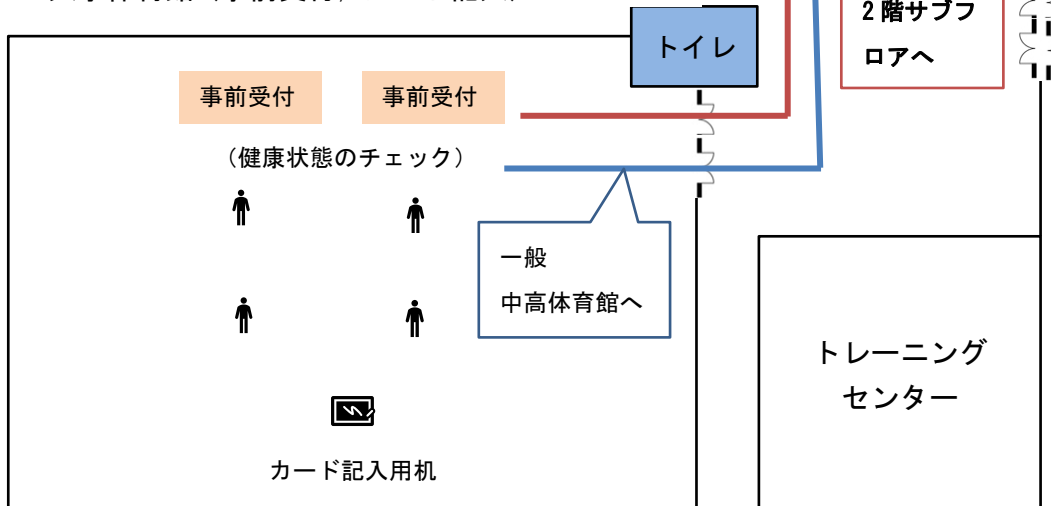 2 階サブフ
ロアへ
トイレ
事前受付
事前受付
（健康状態のチェック）
一般
中高体育館へ
トレーニング
センター
カード記入用机